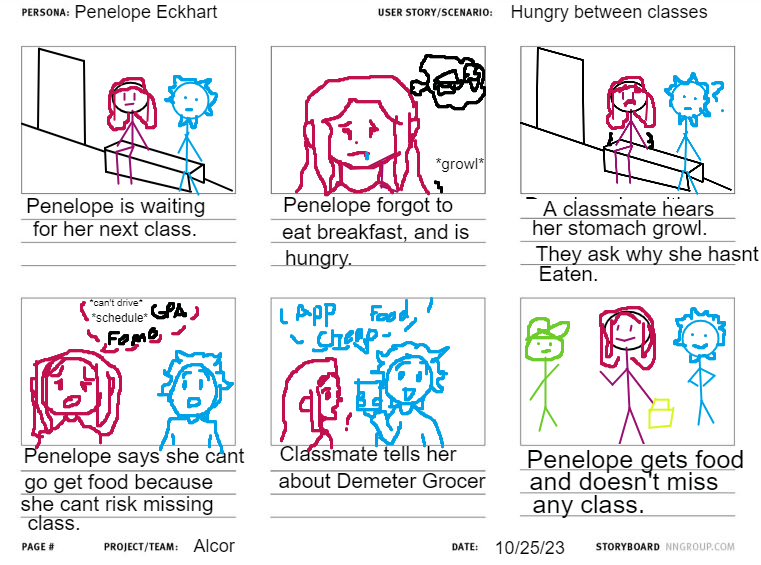 PERSONA: Penelope Eckhart
USER STORY/SCENARIO: Hungry between classes
?
*growl*
Penelope is waiting
for her next class.
Penelope forgot to
eat breakfast, and is
hungry.
A classmate hears
her stomach growl.
They ask why she hasnt
Eaten.
*can't drive*
*schedule*
GPA
FOMO
APP Food
Cheap
Penelope says she cant
go get food because
she cant risk missing
class.
Classmate tells her
about Demeter Grocer
Penelope gets food
and doesn't miss
any class.
PAGE #
PROJECT/TEAM: Alcor
DATE: 10/25/23
STORYBOARD NNGROUP.COM